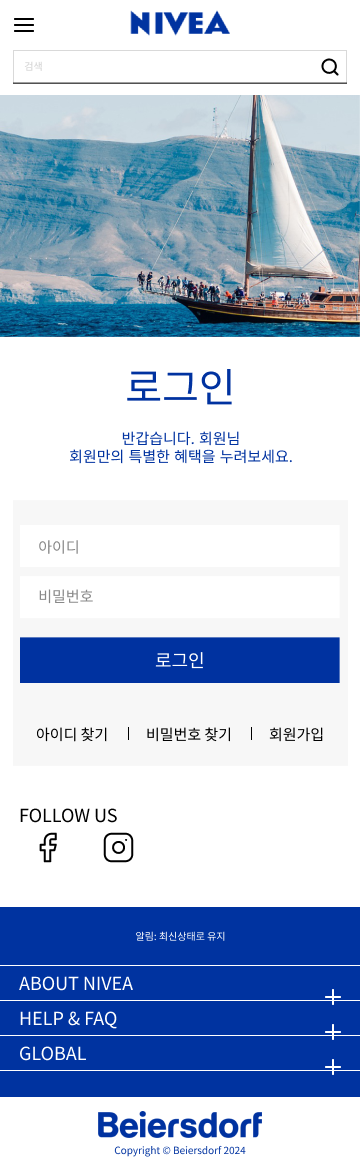 NIVEA
검색
로그인
반갑습니다. 회원님
회원만의 특별한 혜택을 누려보세요.
아이디
비밀번호
로그인
아이디 찾기 | 비밀번호 찾기 | 회원가입
FOLLOW US
알림: 최신상태로 유지
ABOUT NIVEA
HELP & FAQ
GLOBAL
Beiersdorf
Copyright © Beiersdorf 2024